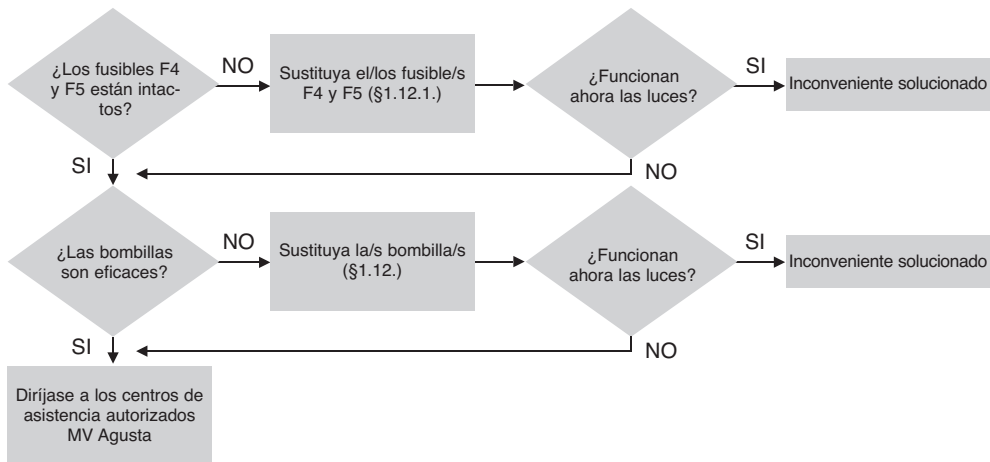 ¿Los fusibles F4
y F5 están intac-
tos?
NO
Sustituya el/los fusible/s
F4 y F5 (§1.12.1.)
¿Funcionan
ahora las luces?
SI
Inconveniente solucionado
SI
NO
¿Las bombillas
son eficaces?
NO
Sustituya la/s bombilla/s
(§1.12.)
¿Funcionan
ahora las luces?
SI
Inconveniente solucionado
SI
NO
Diríjase a los centros de
asistencia autorizados
MV Agusta